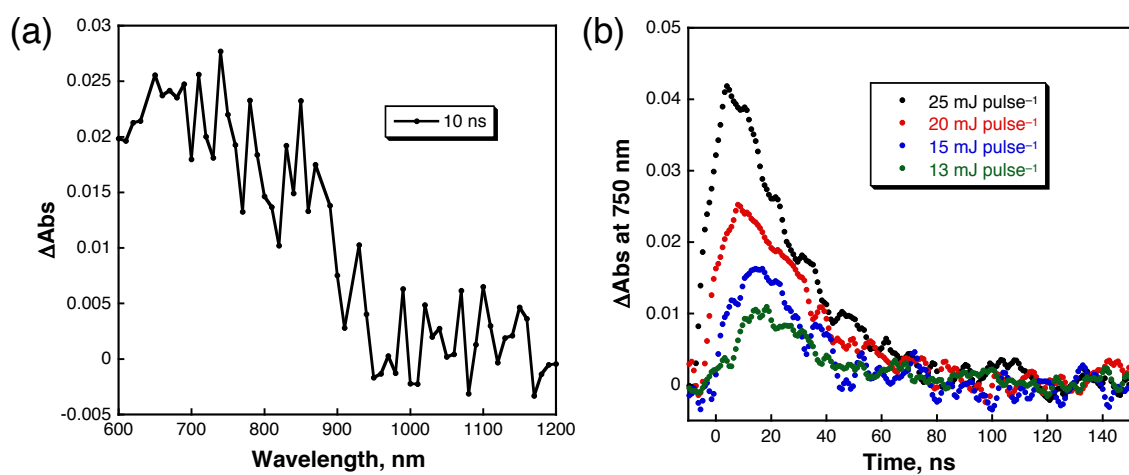 (a)
0.03
0.025
0.02
0.015
0.01
0.005
0
-0.005
ΔAbs
10 ns
600 700 800 900 1000 1100 1200
Wavelength, nm
(b)
0.05
0.04
0.03
0.02
0.01
0
ΔAbs at 750 nm
25 mJ pulse⁻¹
20 mJ pulse⁻¹
15 mJ pulse⁻¹
13 mJ pulse⁻¹
0 20 40 60 80 100 120 140
Time, ns